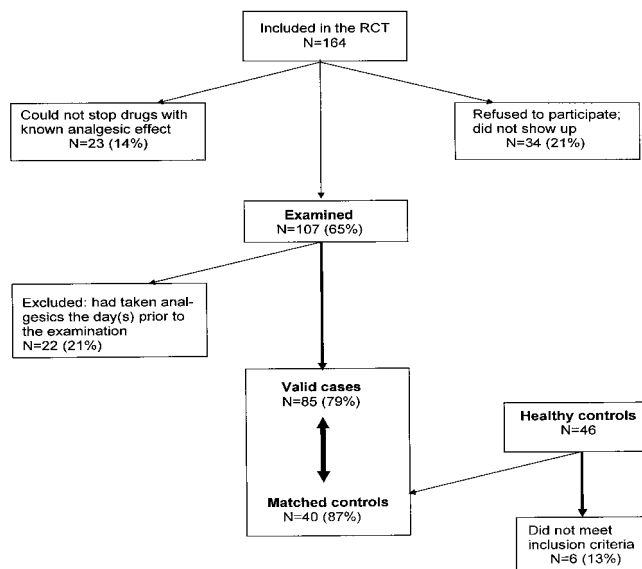 Included in the RCT
N=164
Could not stop drugs with
known analgesic effect
N=23 (14%)
Refused to participate;
did not show up
N=34 (21%)
Examined
N=107 (65%)
Excluded: had taken anal-
gesics the day(s) prior to
the examination
N=22 (21%)
Valid cases
N=85 (79%)
Healthy controls
N=46
Matched controls
N=40 (87%)
Did not meet
inclusion criteria
N=6 (13%)